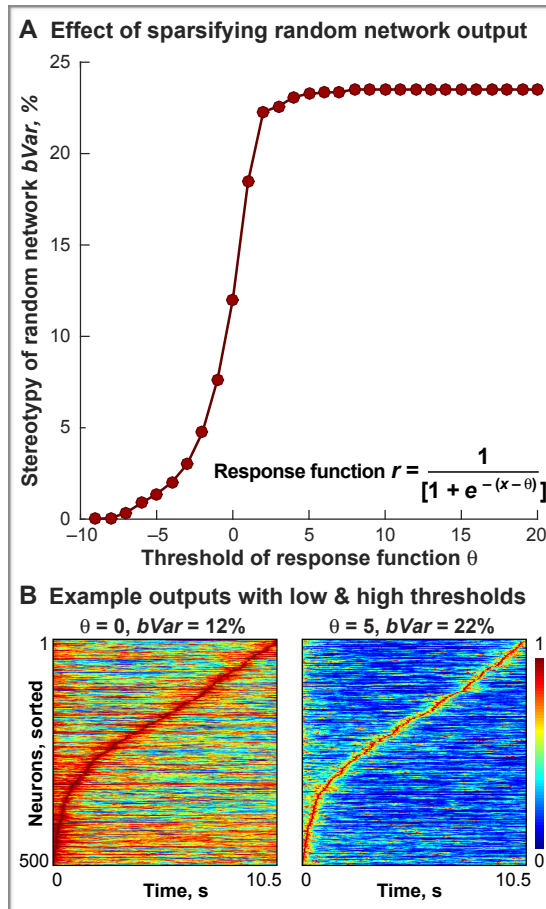 A Effect of sparsifying random network output
Stereotypy of random network bVar, %
25
20
15
10
5
0
−10 −5 0 5 10 15 20
Response function r = 1 / [1 + e^−(x − θ)]
Threshold of response function θ
B Example outputs with low & high thresholds
θ = 0, bVar = 12%
θ = 5, bVar = 22%
Neurons, sorted
1
500
0 10.5
Time, s
1
0 10.5
Time, s
1
0